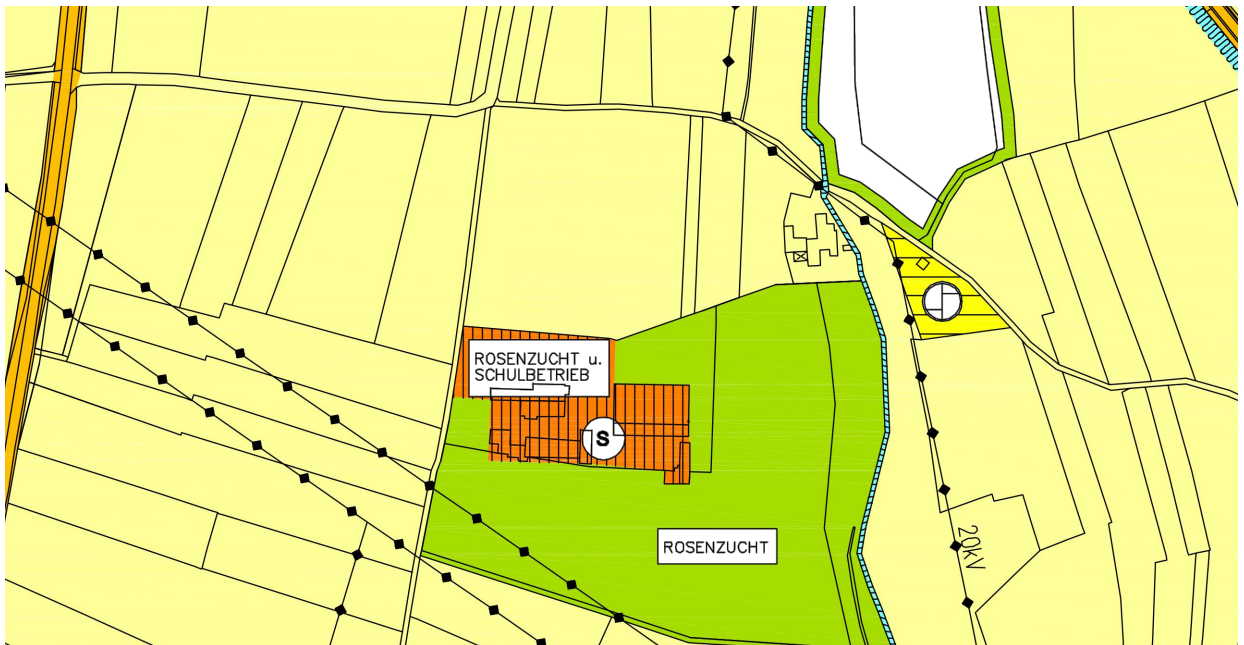 ROSENZUCHT u.
SCHULBETRIEB
S
ROSENZUCHT
20kV